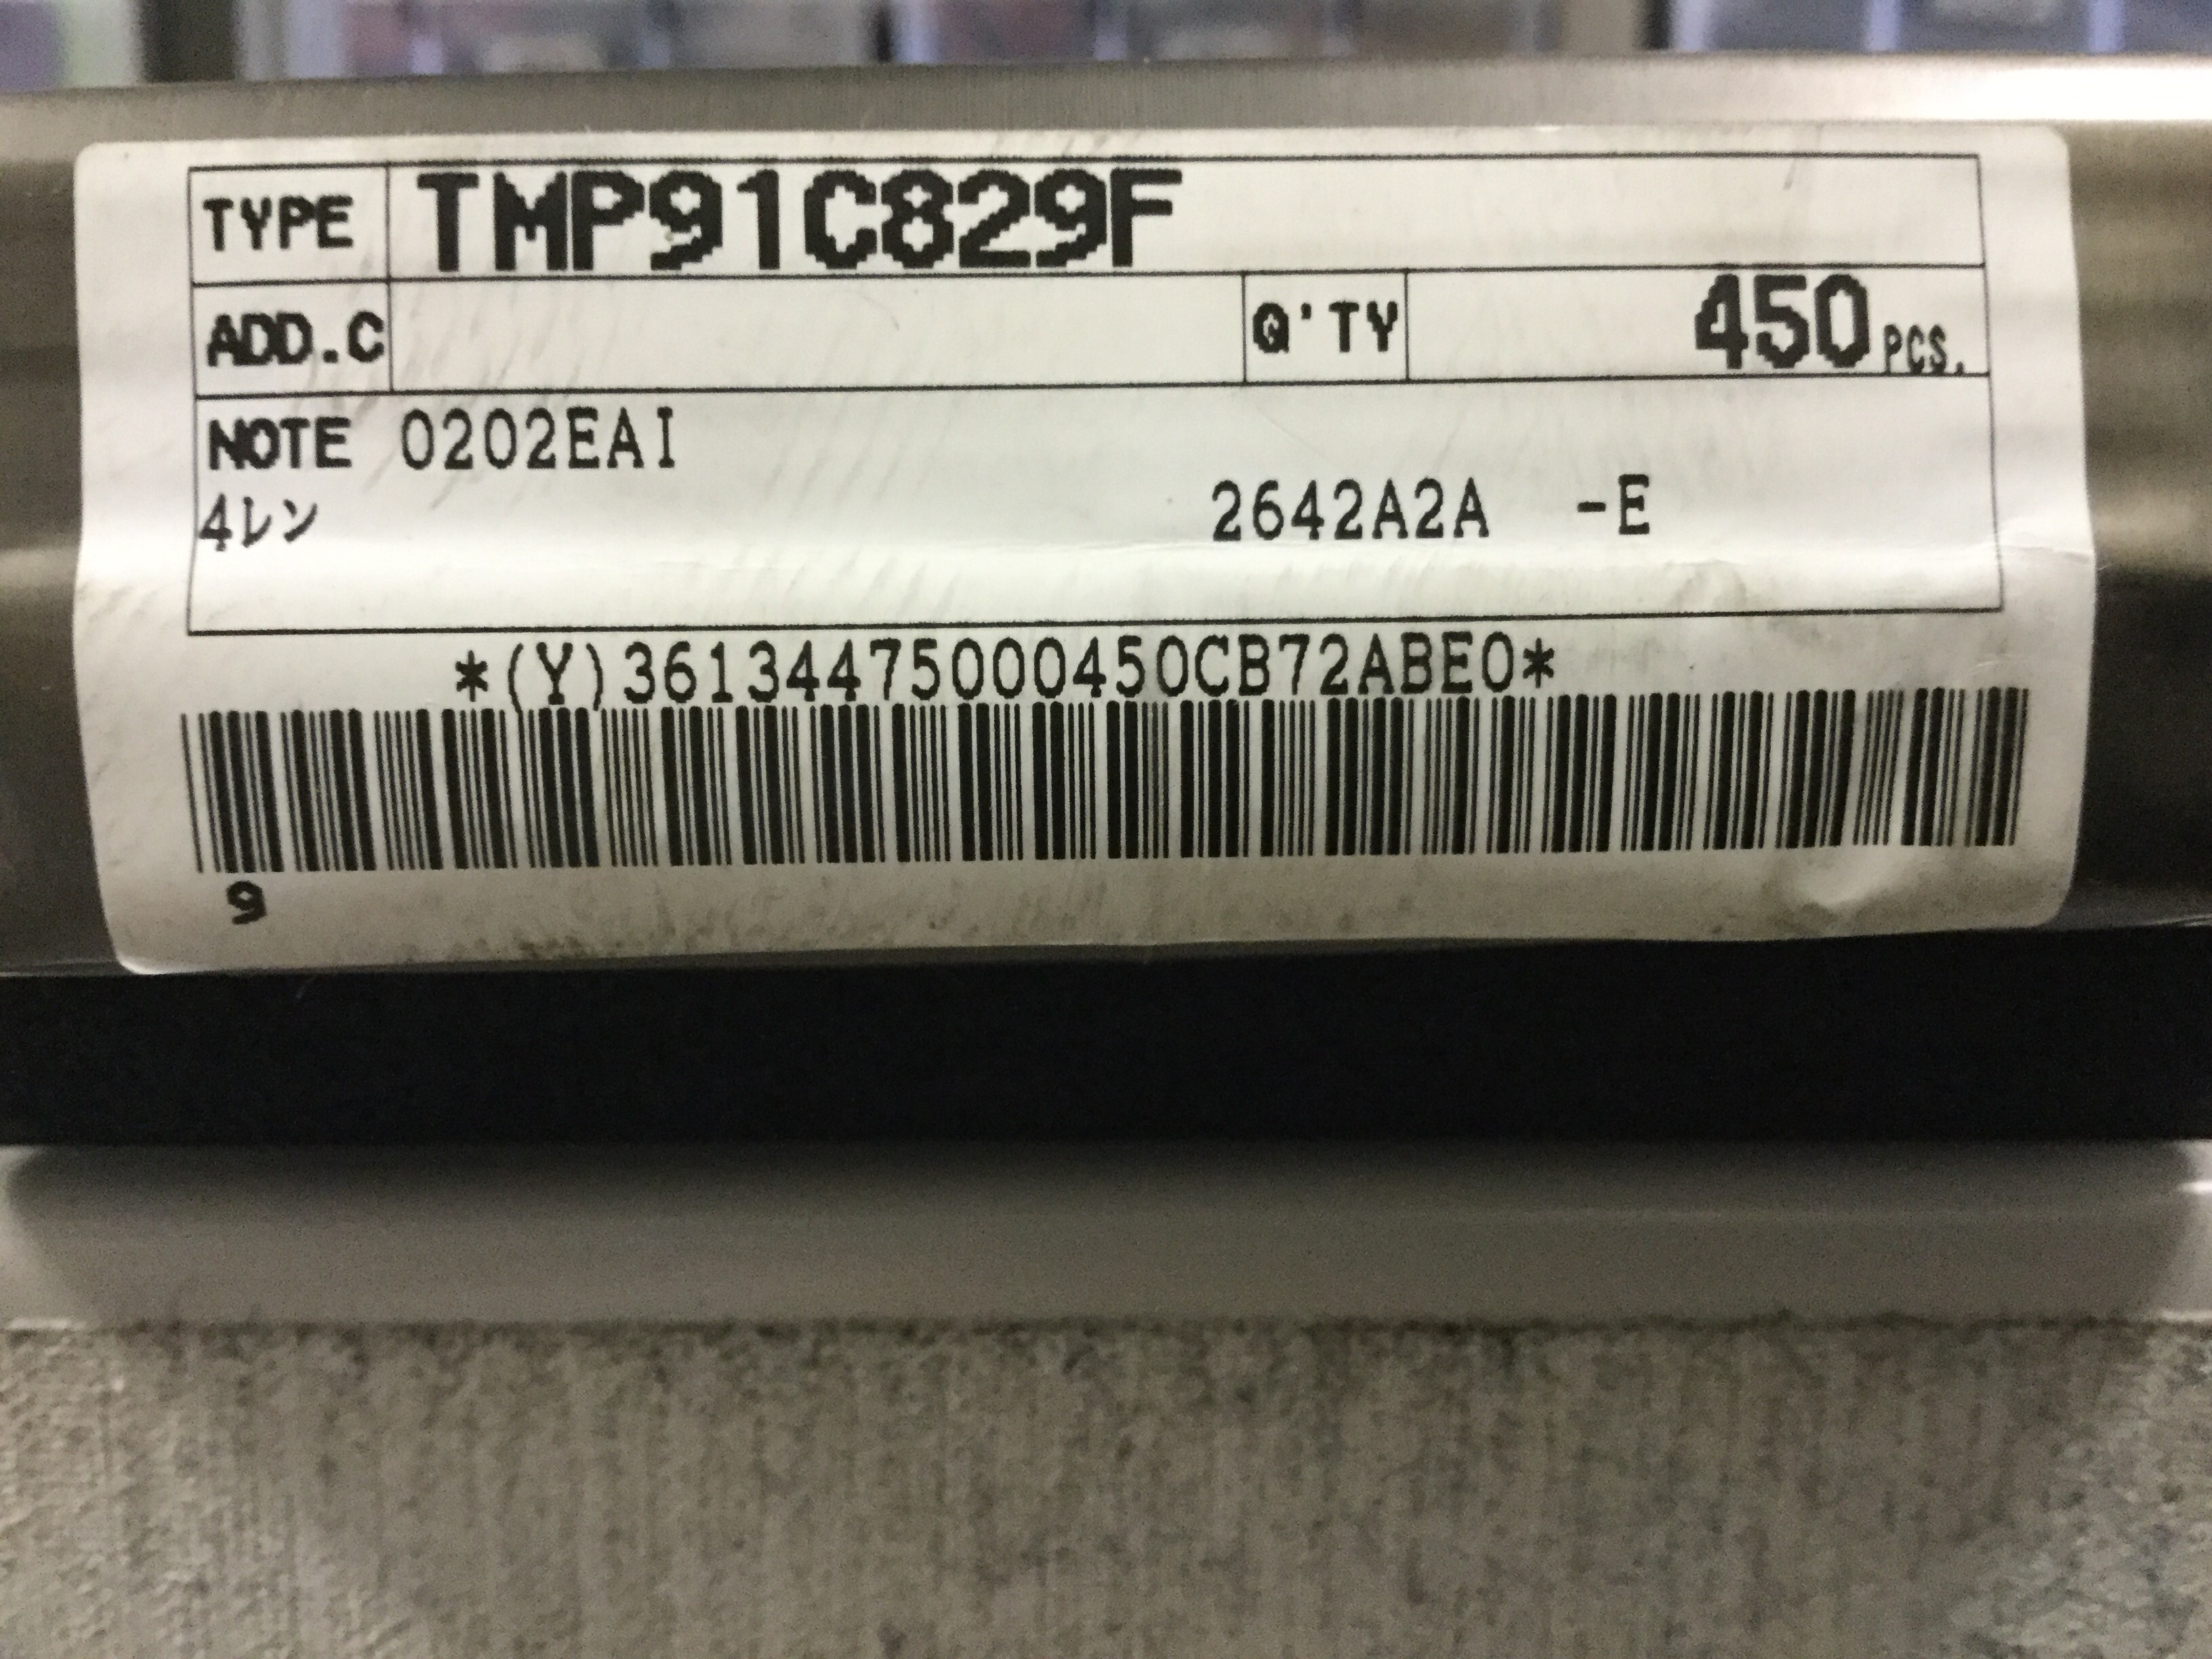 TYPE TMP91C829F
ADD.C Q'TY 450 PCS.
NOTE 0202EAI
4レン 2642A2A -E
*(Y)36134475000450CB72ABE0*
9